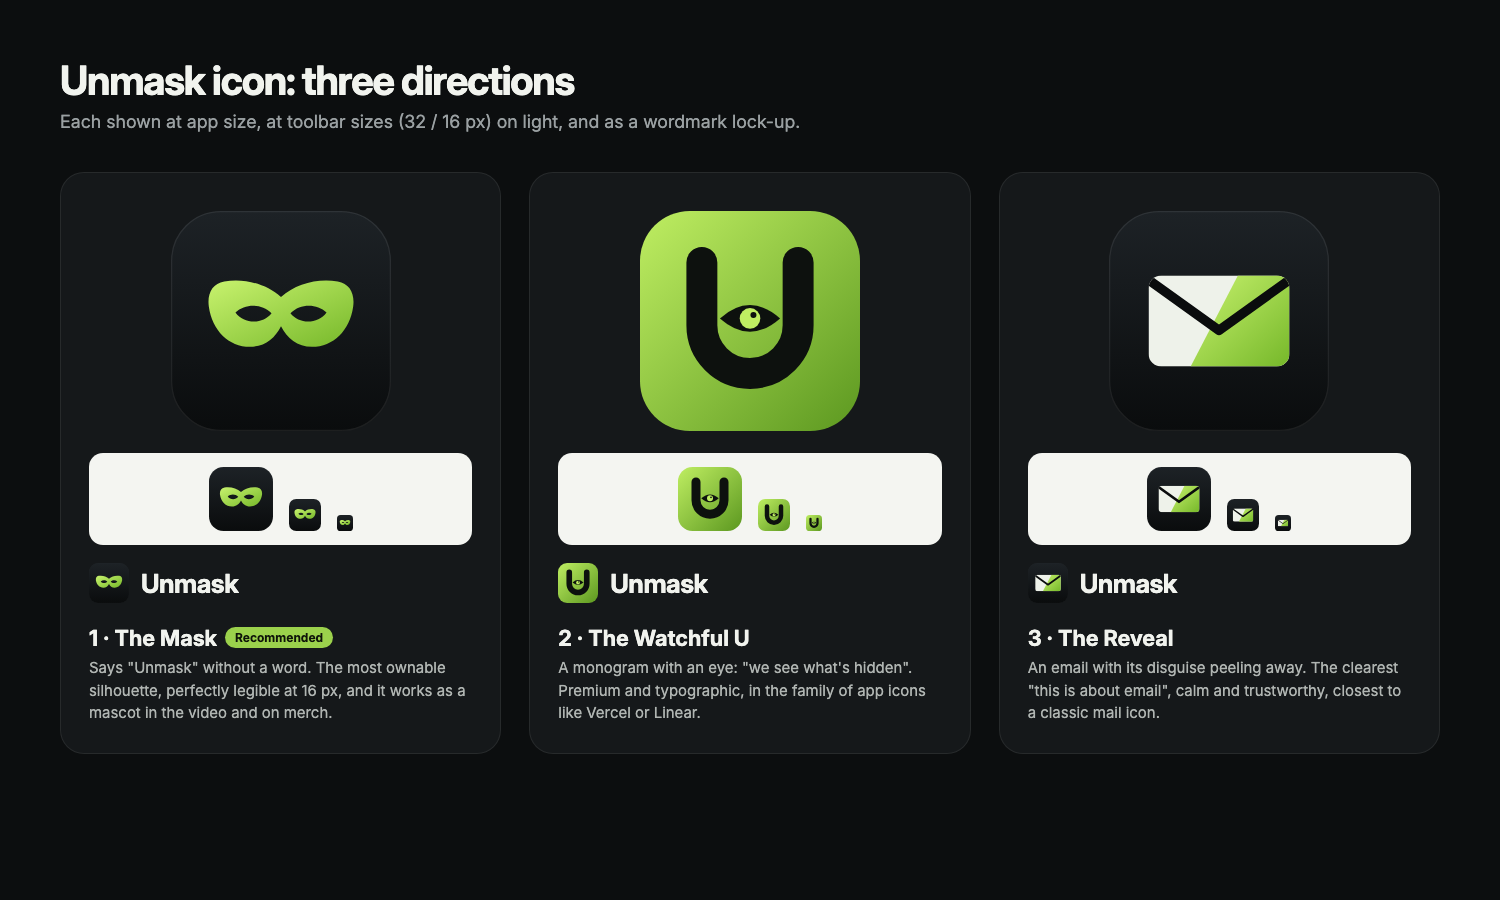 Unmask icon: three directions
Each shown at app size, at toolbar sizes (32 / 16 px) on light, and as a wordmark lock-up.
Unmask
1 · The Mask Recommended
Says "Unmask" without a word. The most ownable
silhouette, perfectly legible at 16 px, and it works as a
mascot in the video and on merch.
U
U
U
U
U Unmask
2 · The Watchful U
A monogram with an eye: "we see what's hidden".
Premium and typographic, in the family of app icons
like Vercel or Linear.
Unmask
3 · The Reveal
An email with its disguise peeling away. The clearest
"this is about email", calm and trustworthy, closest to
a classic mail icon.